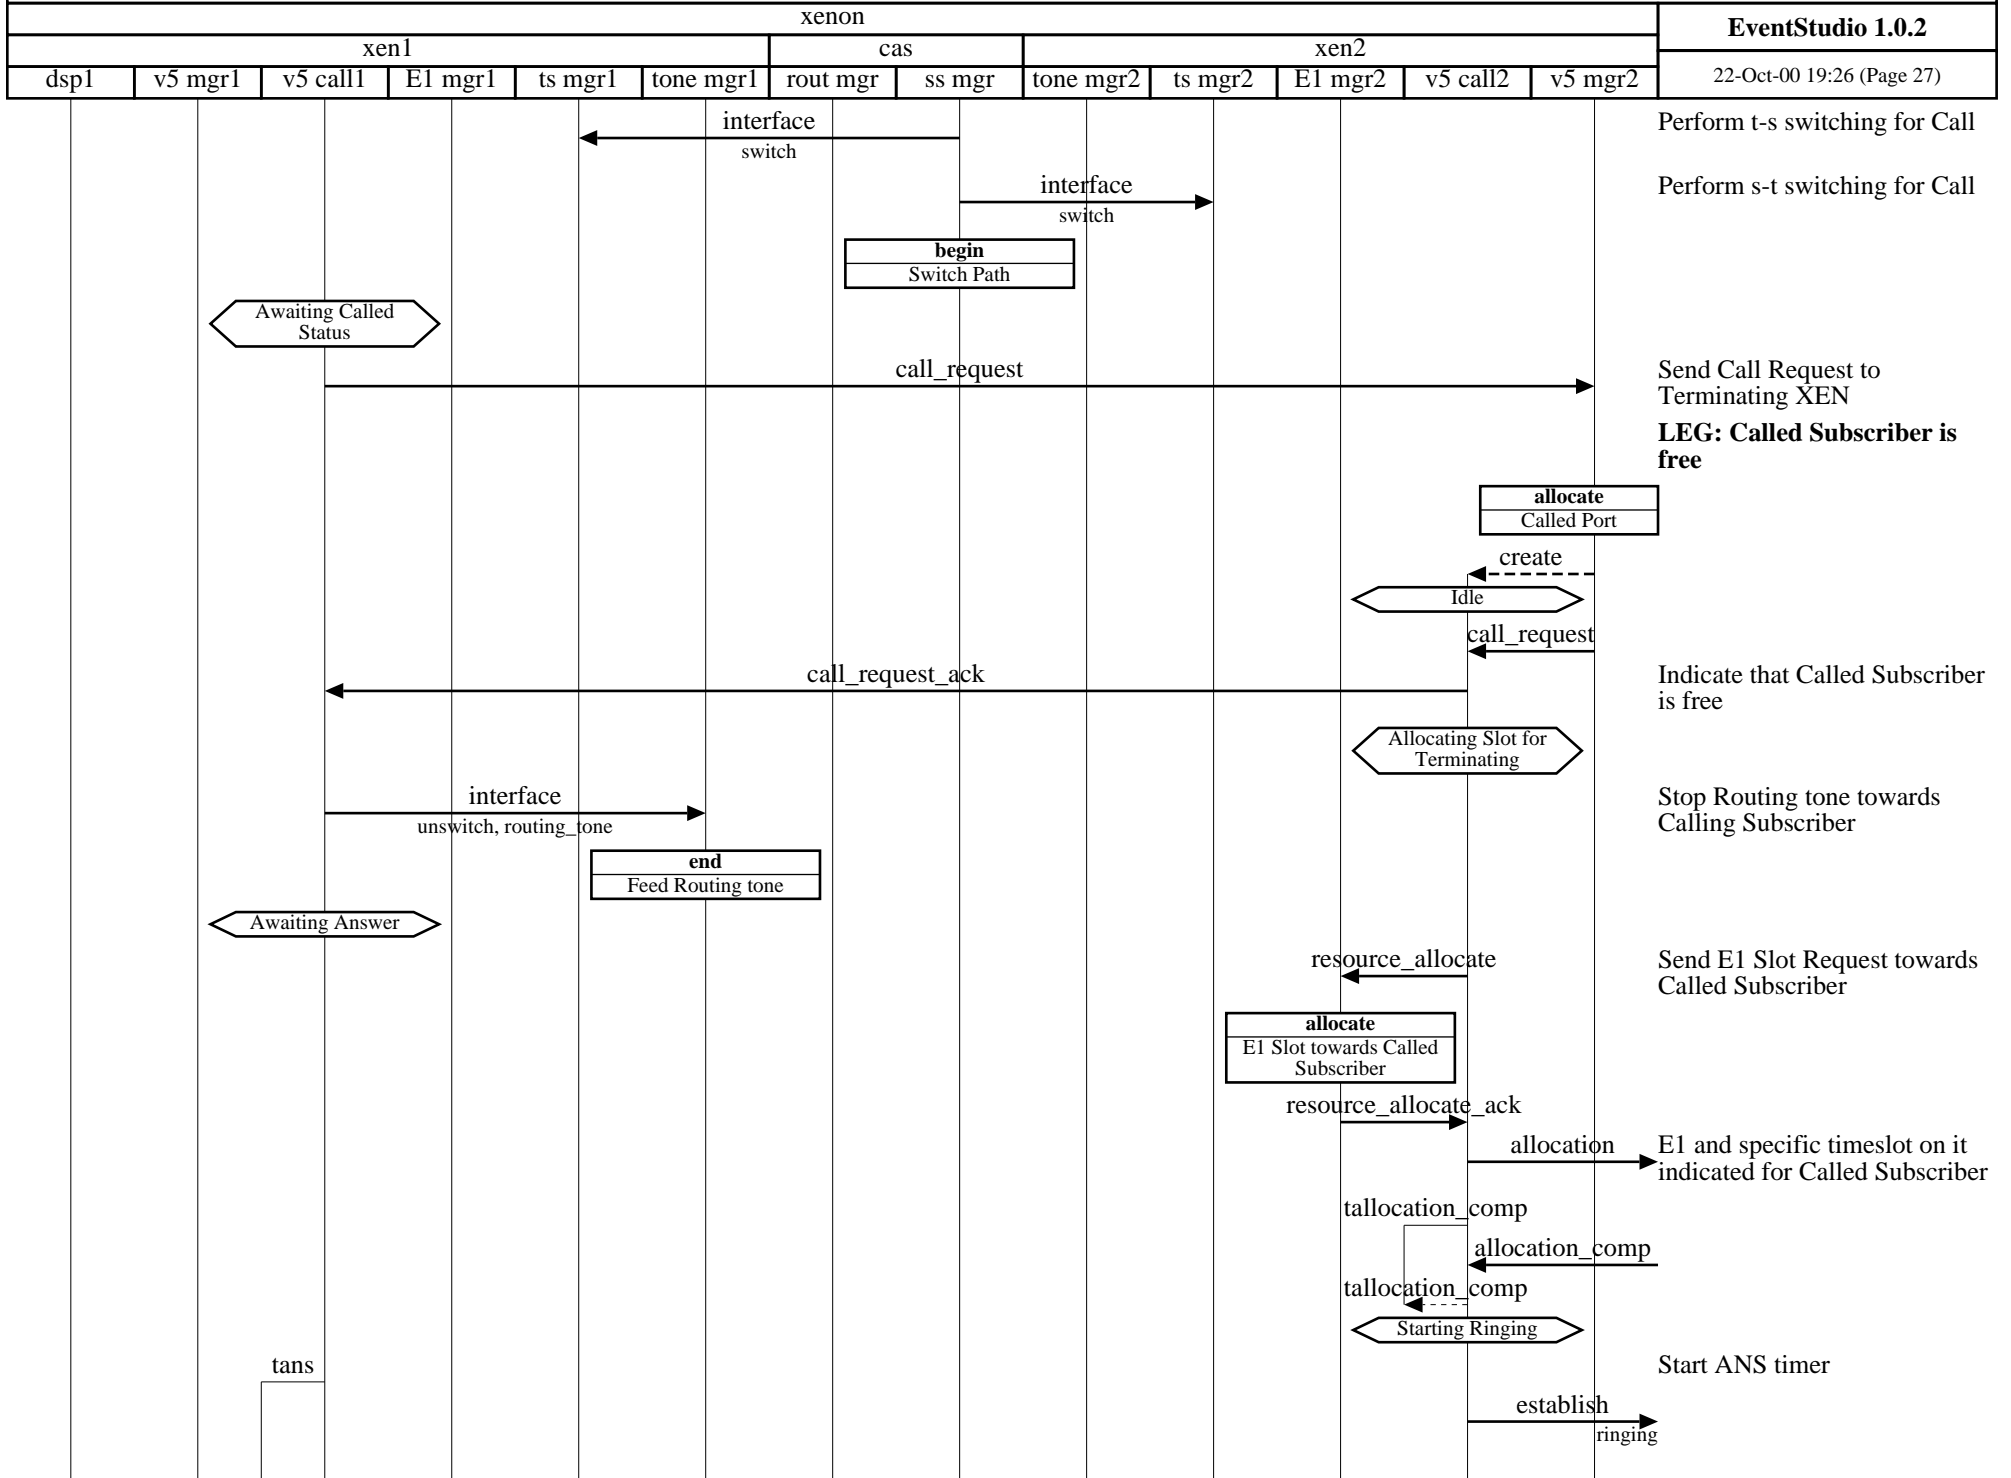 xenon
EventStudio 1.0.2
xen1 cas xen2
22-Oct-00 19:26 (Page 27)
dsp1 v5 mgr1 v5 call1 E1 mgr1 ts mgr1 tone mgr1 rout mgr ss mgr tone mgr2 ts mgr2 E1 mgr2 v5 call2 v5 mgr2
interface
switch
Perform t-s switching for Call
interface
switch
Perform s-t switching for Call
begin
Switch Path
Awaiting Called
Status
call_request
Send Call Request to
Terminating XEN
LEG: Called Subscriber is
free
allocate
Called Port
create
Idle
call_request
call_request_ack
Indicate that Called Subscriber
is free
Allocating Slot for
Terminating
interface
unswitch, routing_tone
Stop Routing tone towards
Calling Subscriber
end
Feed Routing tone
Awaiting Answer
resource_allocate
Send E1 Slot Request towards
Called Subscriber
allocate
E1 Slot towards Called
Subscriber
resource_allocate_ack
allocation
E1 and specific timeslot on it
indicated for Called Subscriber
tallocation_comp
allocation_comp
tallocation_comp
Starting Ringing
tans
Start ANS timer
establish
ringing